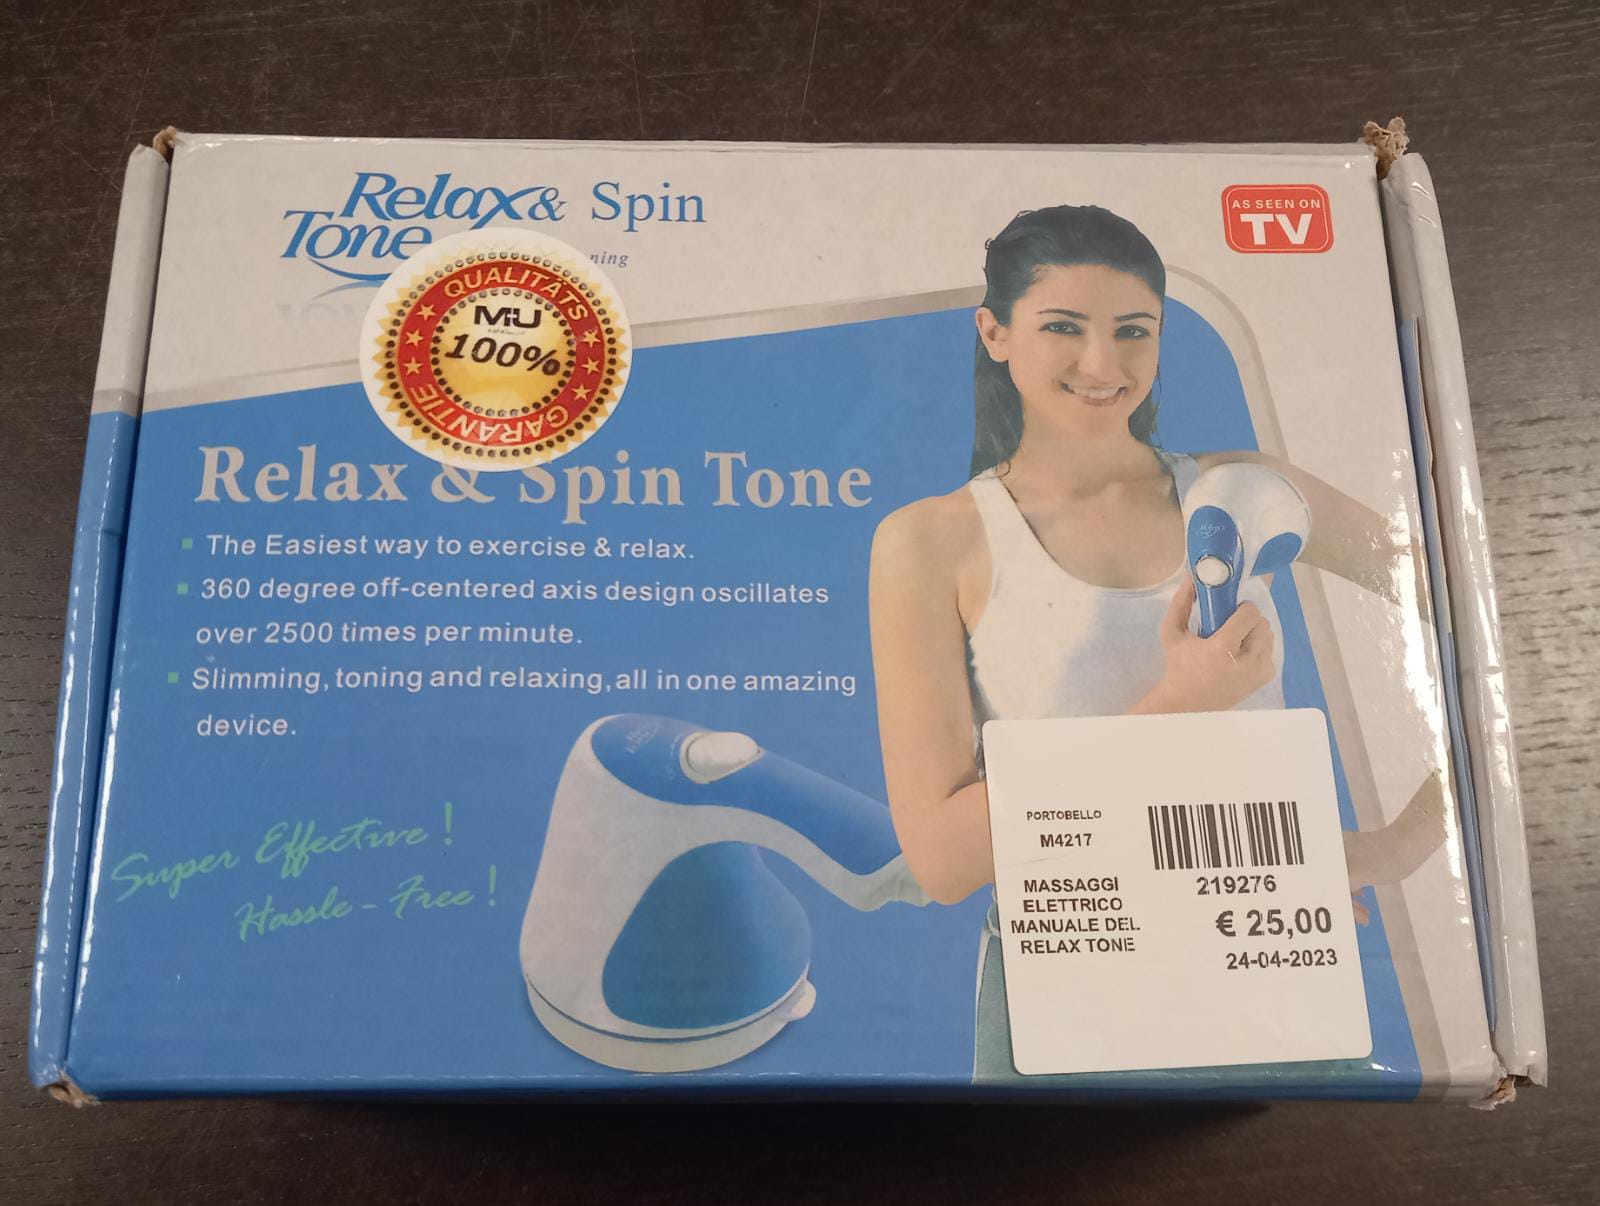 Relax & Spin
Tone
ning
AS SEEN ON
TV
QUALITÄTS
MU
100%
GARANTIE
Relax & Spin Tone
The Easiest way to exercise & relax.
360 degree off-centered axis design oscillates
over 2500 times per minute.
Slimming, toning and relaxing, all in one amazing
device.
Super Effective!
Hassle-Free!
PORTOBELLO
M4217
MASSAGGI
ELETTRICO
MANUALE DEL
RELAX TONE
219276
€ 25,00
24-04-2023